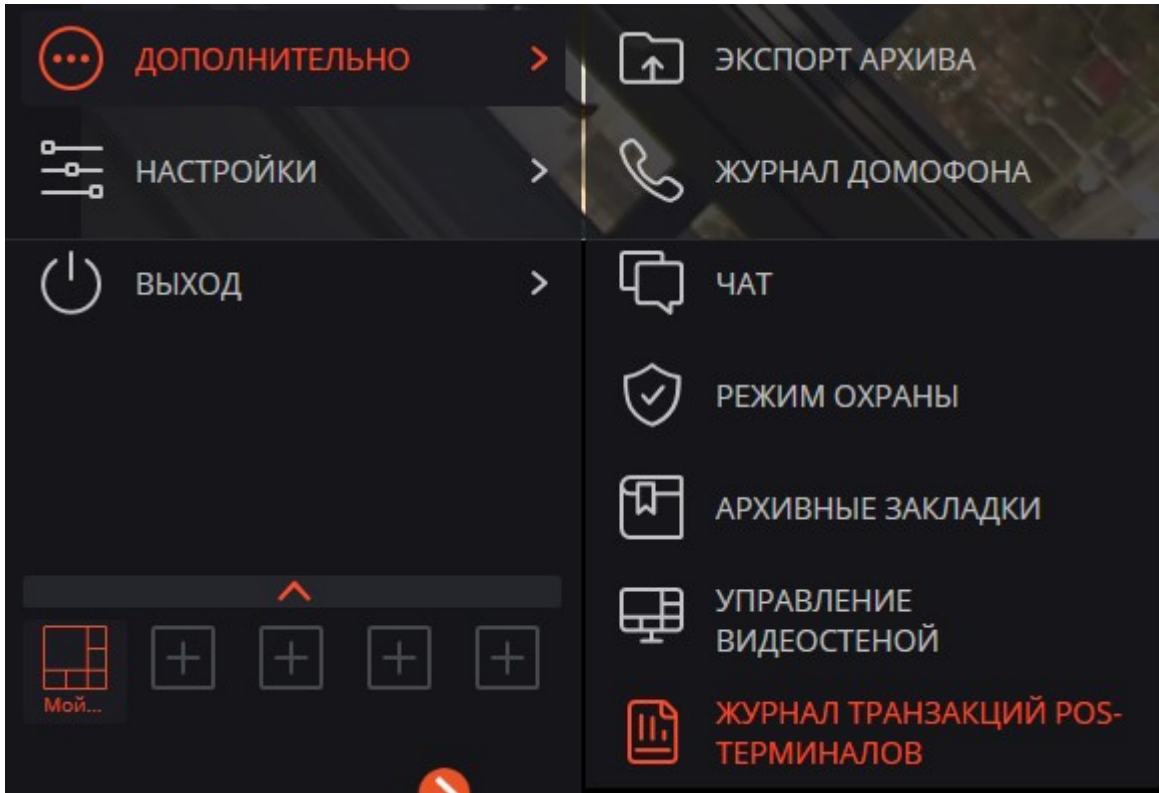 ДОПОЛНИТЕЛЬНО
НАСТРОЙКИ
ВЫХОД
Мой...
ЭКСПОРТ АРХИВА
ЖУРНАЛ ДОМОФОНА
ЧАТ
РЕЖИМ ОХРАНЫ
АРХИВНЫЕ ЗАКЛАДКИ
УПРАВЛЕНИЕ
ВИДЕОСТЕНОЙ
ЖУРНАЛ ТРАНЗАКЦИЙ POS-
ТЕРМИНАЛОВ